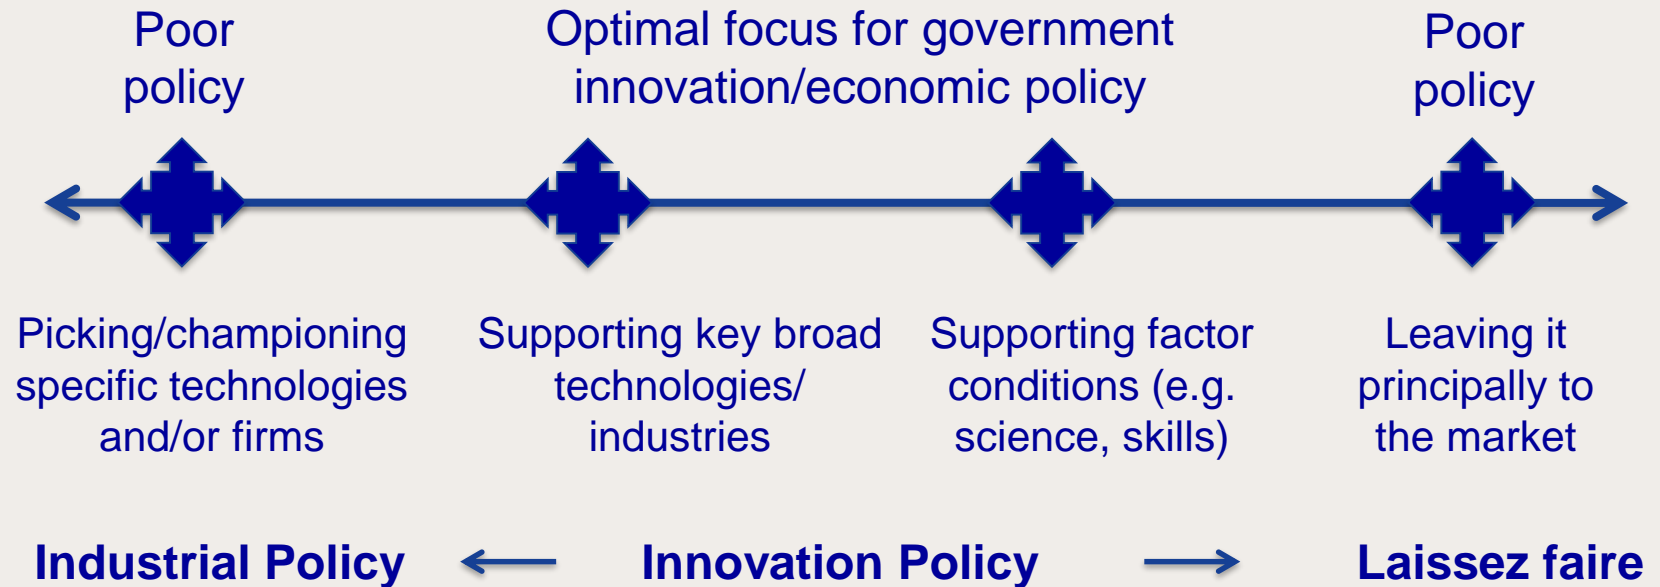 Poor
policy
Optimal focus for government
innovation/economic policy
Poor
policy
Picking/championing
specific technologies
and/or firms
Supporting key broad
technologies/
industries
Supporting factor
conditions (e.g.
science, skills)
Leaving it
principally to
the market
Industrial Policy
Innovation Policy
Laissez faire